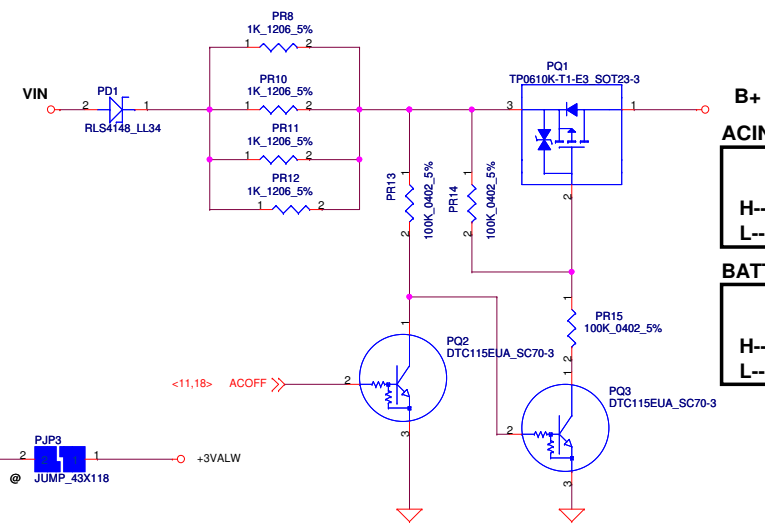 PR8
1K_1206_5%
1 2
PQ1
TP0610K-T1-E3_SOT23-3
VIN
PD1
2 1
RLS4148_LL34
PR10
1K_1206_5%
1 2
3 1
B+
PR11
1K_1206_5%
1 2
ACIN
PR12
1K_1206_5%
1 2
1
PR13
100K_0402_5%
2
1
PR14
100K_0402_5%
2
2
H--
L--
BATT
1
PR15
100K_0402_5%
2
H--
L--
1
PQ2
DTC115EUA_SC70-3
<11,18> ACOFF
2
3
1
PQ3
DTC115EUA_SC70-3
2
3
PJP3
2 2 1 1
@ JUMP_43X118
+3VALW